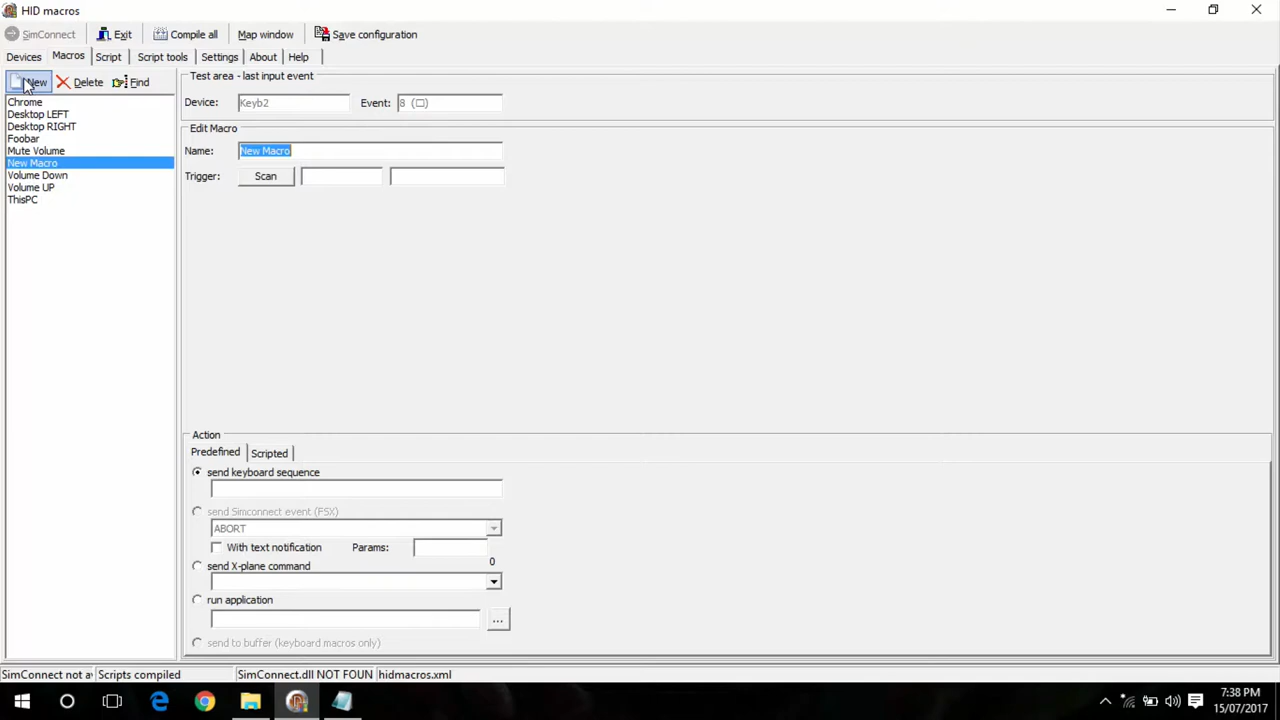 HID macros
SimConnect Exit Compile all Map window Save configuration
Devices Macros Script Script tools Settings About Help
New Delete Find
Chrome
Desktop LEFT
Desktop RIGHT
Foobar
Mute Volume
New Macro
Volume Down
Volume UP
ThisPC
Test area - last input event
Device: Keyb2 Event: 8 (□)
Edit Macro
Name: New Macro
Trigger: Scan
Action
Predefined Scripted
send keyboard sequence
send Simconnect event (FSX)
ABORT
With text notification Params:
0
send X-plane command
run application
...
send to buffer (keyboard macros only)
SimConnect not a Scripts compiled SimConnect.dll NOT FOUN hidmacros.xml
7:38 PM
15/07/2017